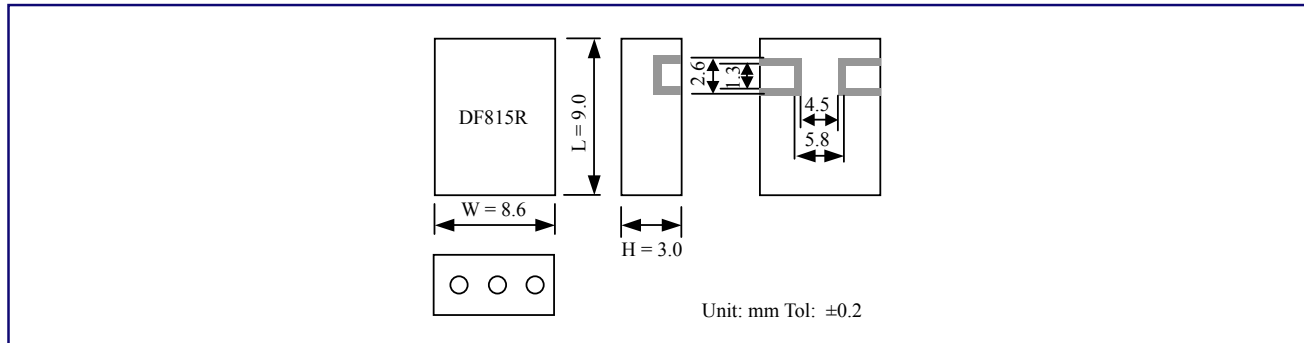 DF815R
L = 9.0
W = 8.6
H = 3.0
2.6
1.3
4.5
5.8
Unit: mm Tol: ±0.2